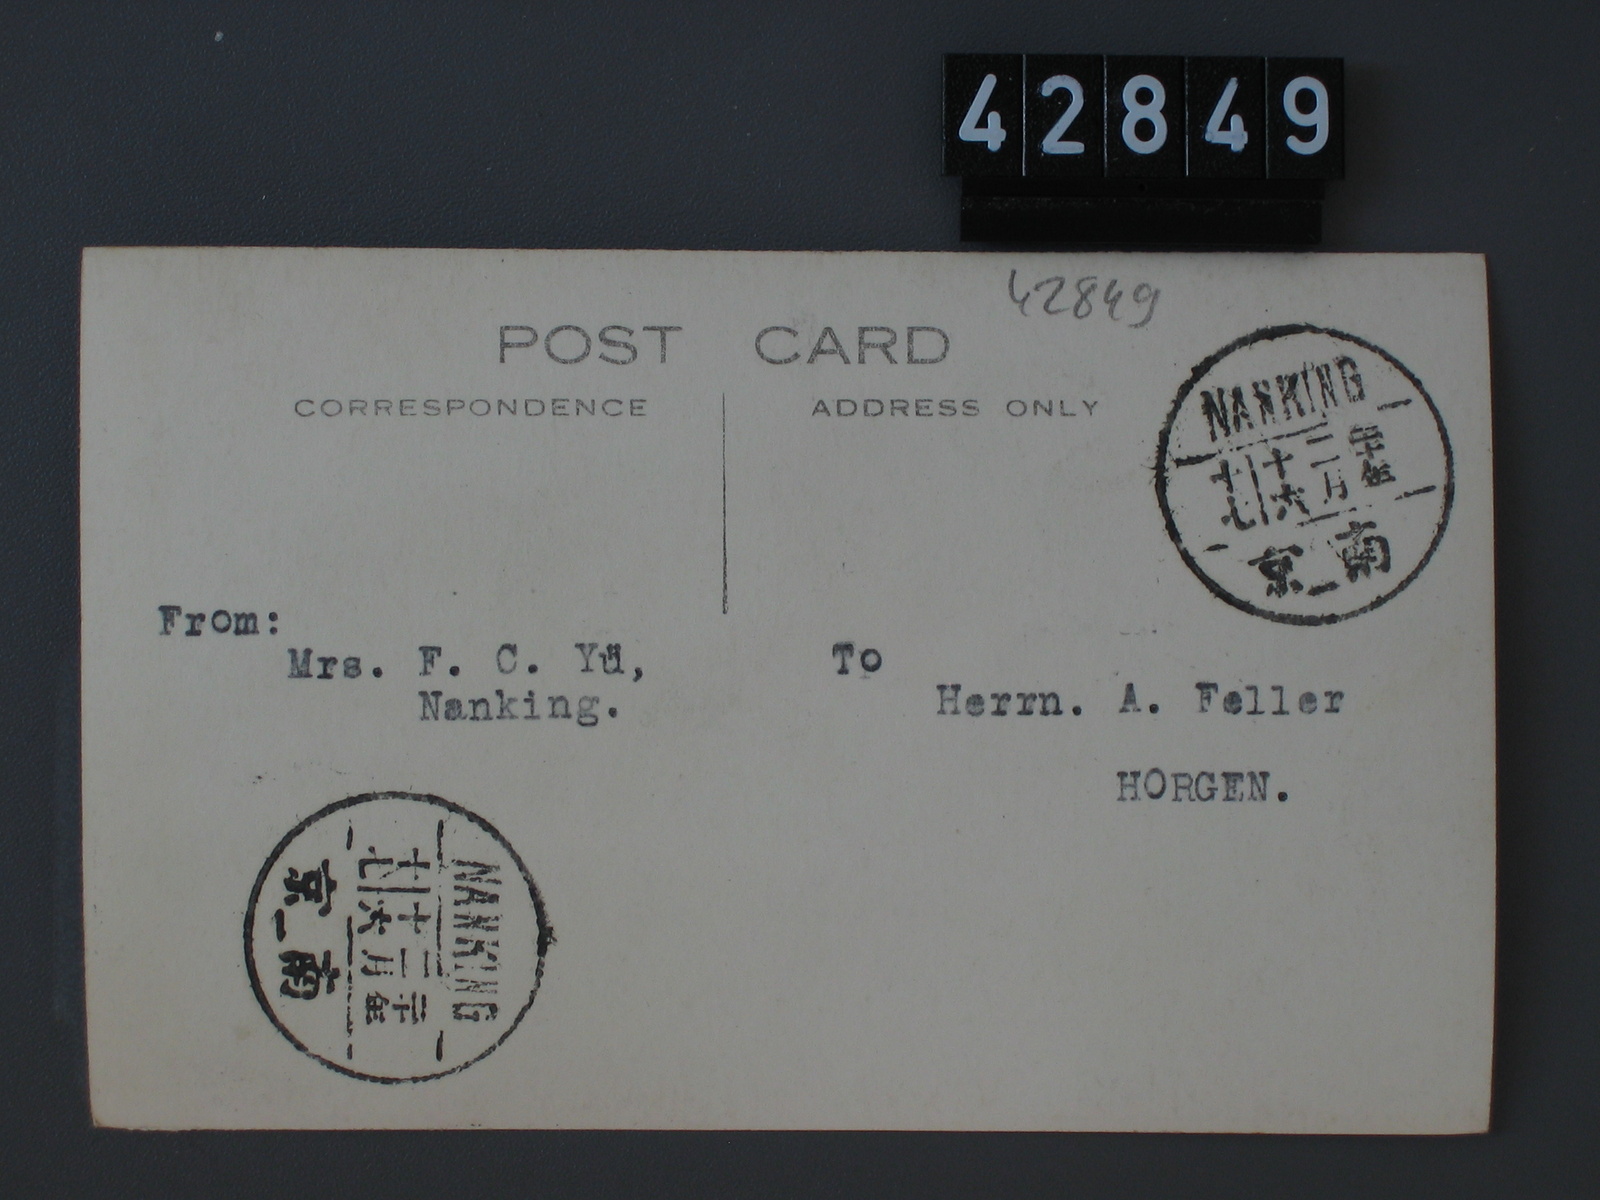 42849
42849
POST CARD
CORRESPONDENCE
ADDRESS ONLY
NANKING
南京
From:
Mrs. F. C. Yü,
Nanking.
To
Herrn. A. Feller
HORGEN.
NANKING
南京